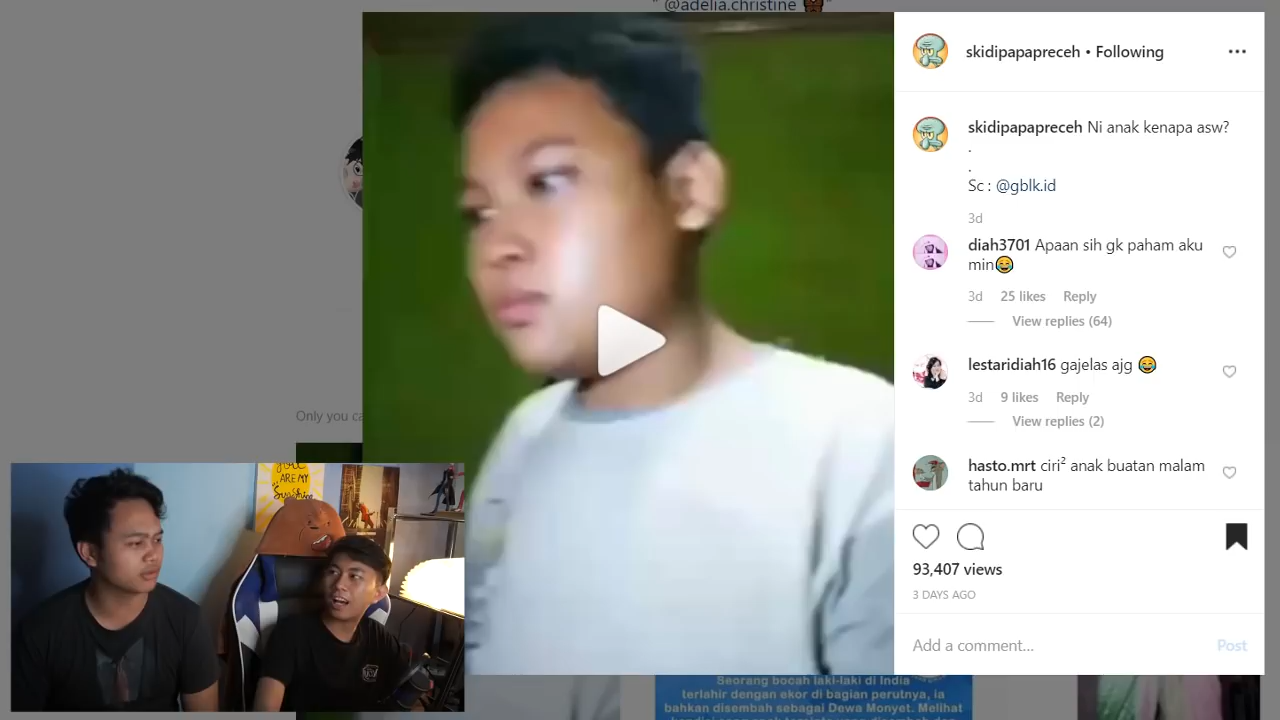 " @adelia.christine
skidipapapreceh • Following
skidipapapreceh Ni anak kenapa asw?
.
.
Sc : @gblk.id
3d
diah3701 Apaan sih gk paham aku
min😂
3d 25 likes Reply
View replies (64)
lestaridiah16 gajelas ajg 😂
3d 9 likes Reply
View replies (2)
hasto.mrt ciri² anak buatan malam
tahun baru
93,407 views
3 DAYS AGO
Add a comment...
Post
Only you ca
YOU
ARE MY
Sunshine
Seorang bocah laki-laki di India
terlahir dengan ekor di bagian perutnya, ia
bahkan disembah sebagai Dewa Monyet. Melihat